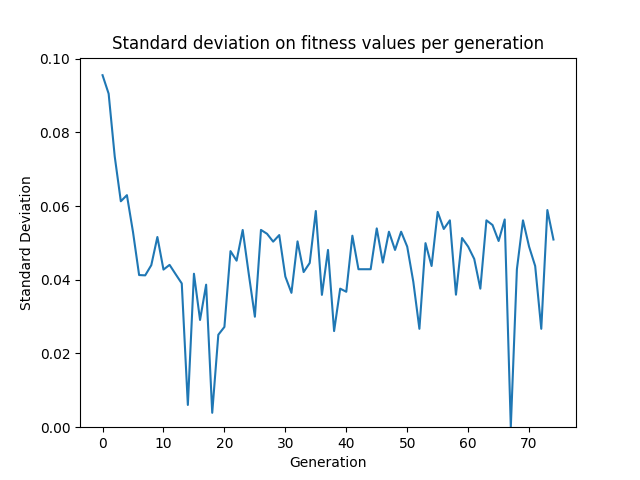 Standard deviation on fitness values per generation
0.10
0.08
0.06
0.04
0.02
0.00
Standard Deviation
0 10 20 30 40 50 60 70
Generation